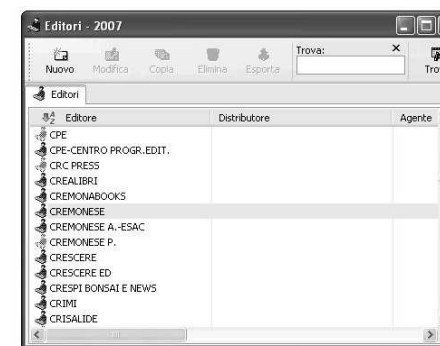 Editori - 2007
Nuovo Modifica Copia Elimina Esporta Trova:
Editori
Editore Distributore Agente
CPE
CPE-CENTRO PROGR.EDIT.
CRC PRESS
CREALIBRI
CREMONABOOKS
CREMONESE
CREMONESE A.-ESAC
CREMONESE P.
CRESCERE
CRESCERE ED
CRESPI BONSAI E NEWS
CRIMI
CRISALIDE